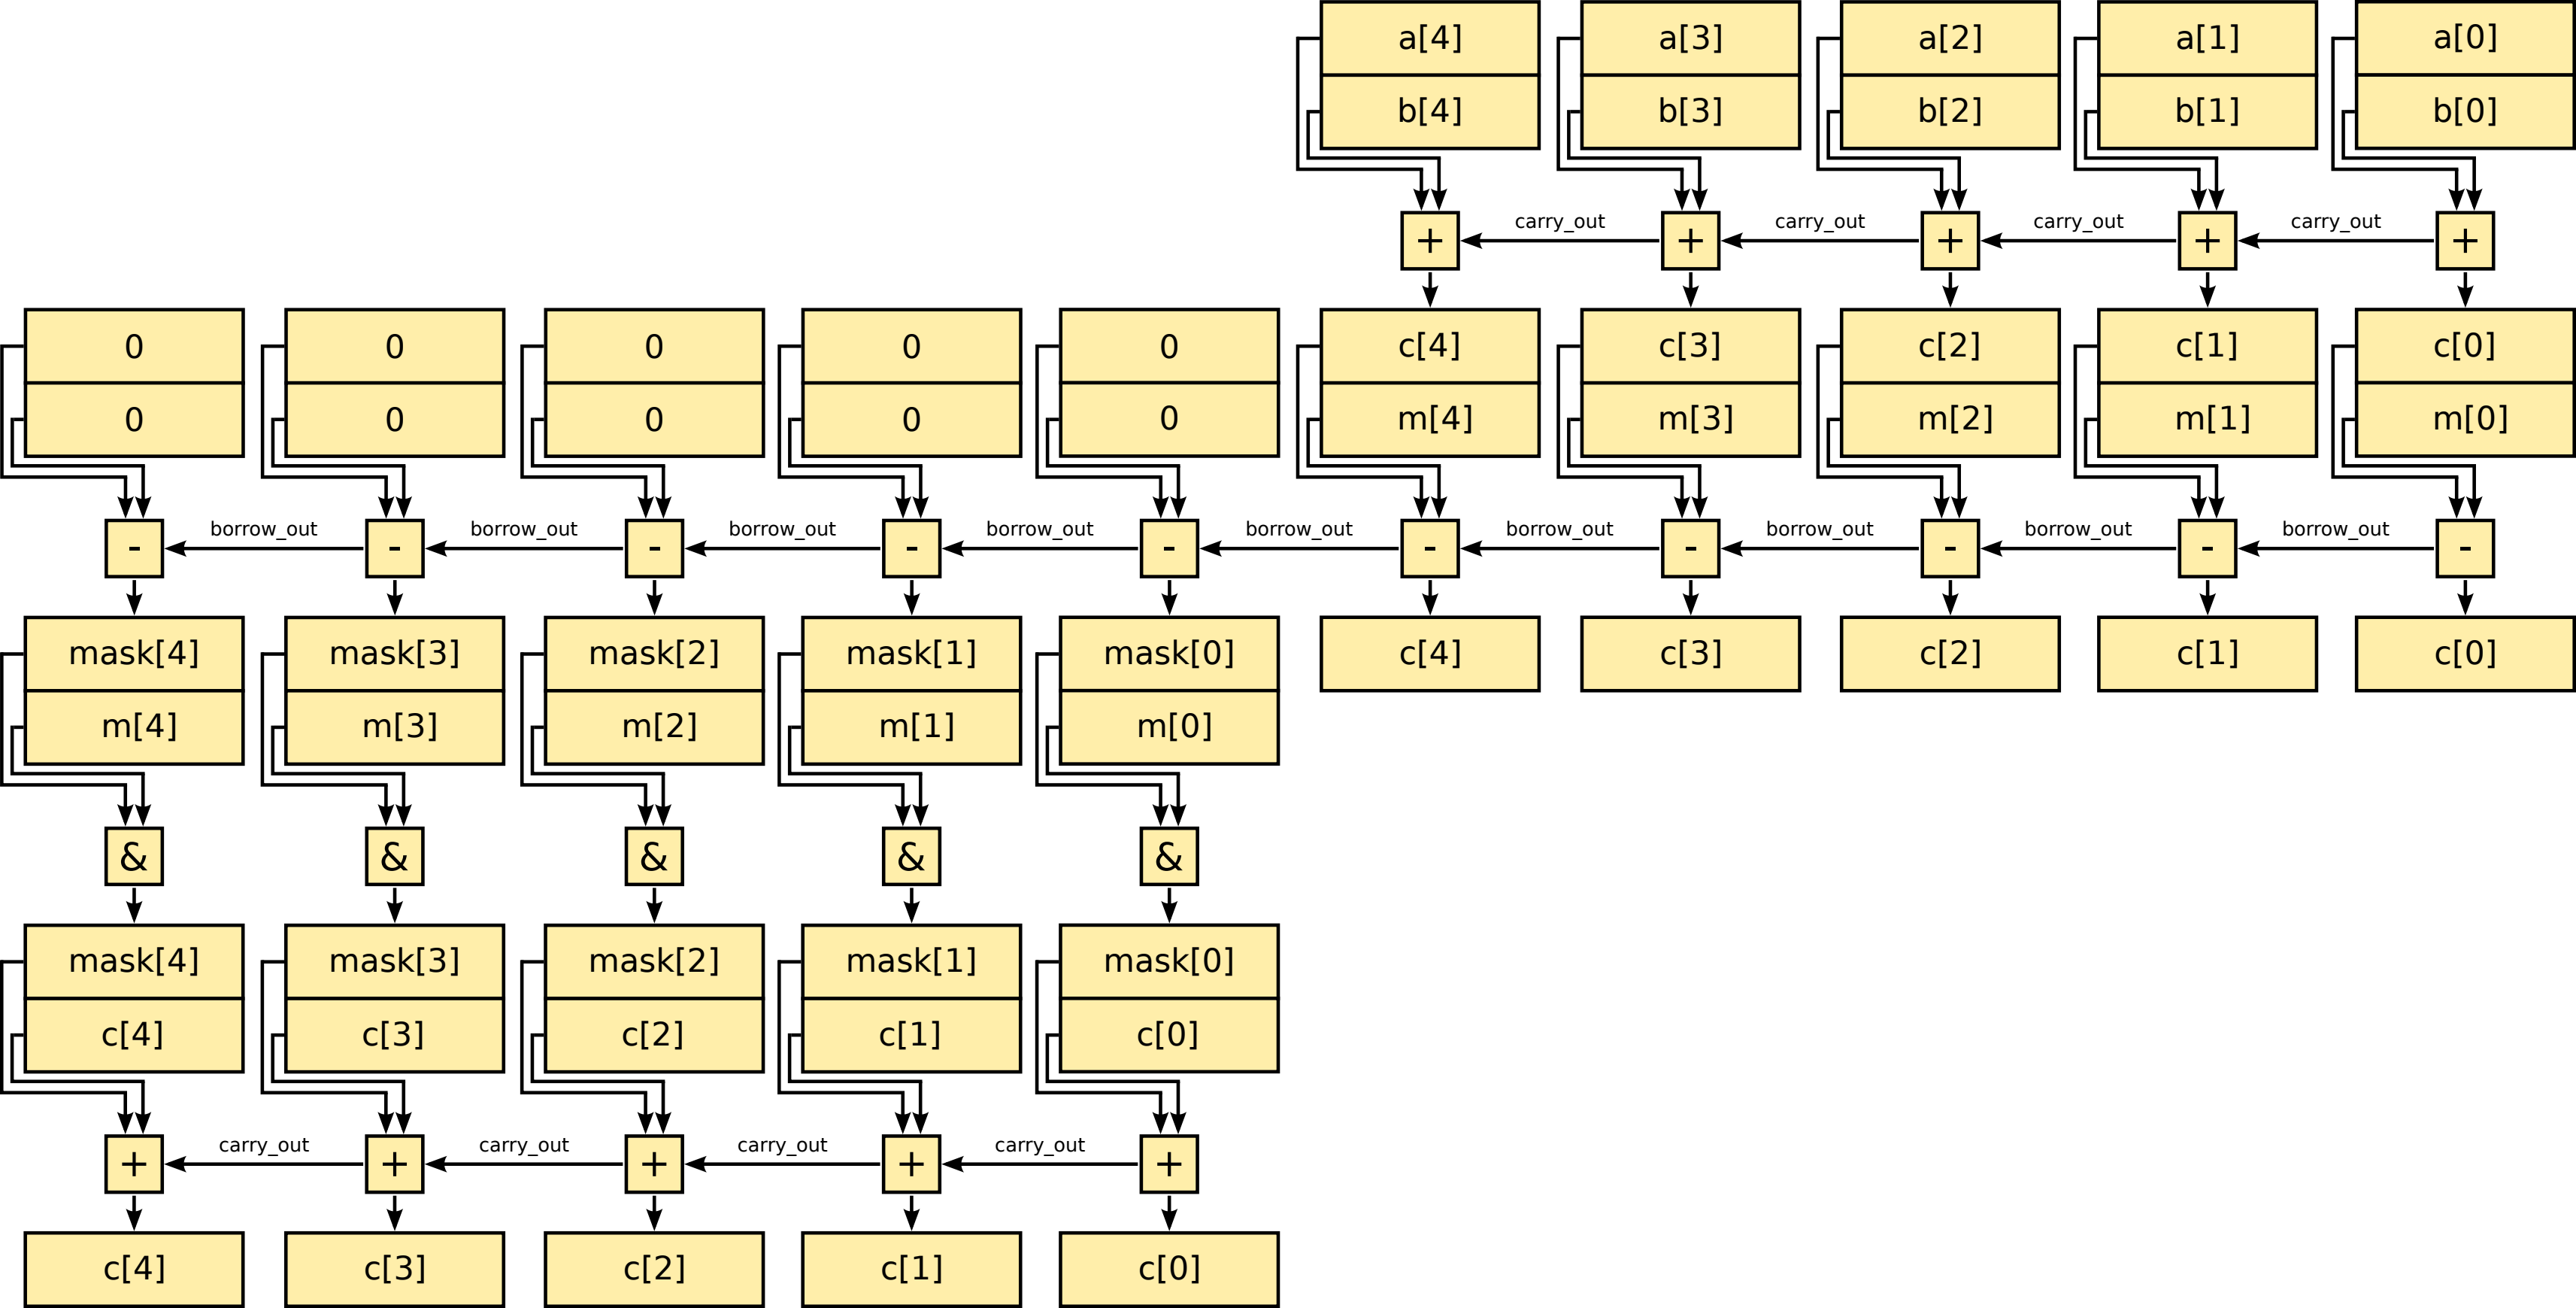 a[4] a[3] a[2] a[1] a[0]
b[4] b[3] b[2] b[1] b[0]
carry_out carry_out carry_out carry_out
+ + + + +
0 0 0 0 0 c[4] c[3] c[2] c[1] c[0]
0 0 0 0 0 m[4] m[3] m[2] m[1] m[0]
borrow_out borrow_out borrow_out borrow_out borrow_out borrow_out borrow_out borrow_out borrow_out
- - - - - - - - - -
mask[4] mask[3] mask[2] mask[1] mask[0] c[4] c[3] c[2] c[1] c[0]
m[4] m[3] m[2] m[1] m[0]
& & & & &
mask[4] mask[3] mask[2] mask[1] mask[0]
c[4] c[3] c[2] c[1] c[0]
carry_out carry_out carry_out carry_out
+ + + + +
c[4] c[3] c[2] c[1] c[0]